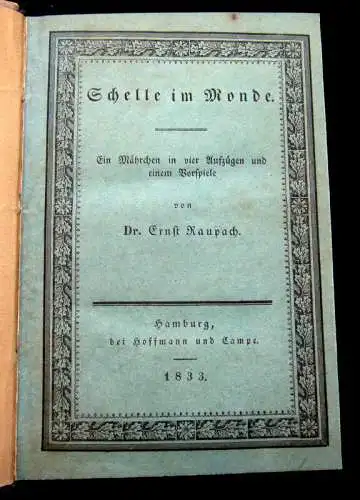 Schelle im Monde.
Ein Mährchen in vier Aufzügen und
einem Vorspiele
von
Dr. Ernst Raupach.
Hamburg,
bei Hoffmann und Campe.
1833.